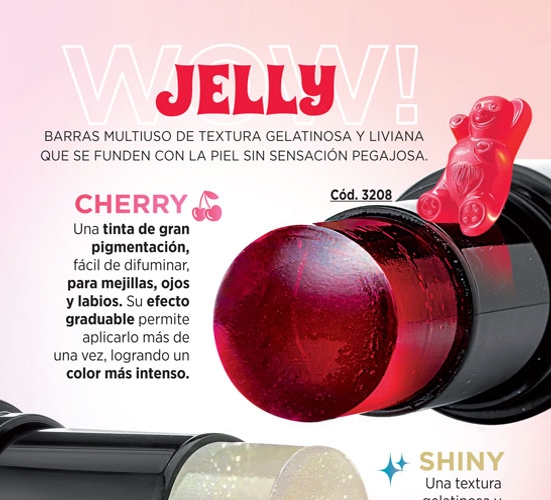 WOW!
JELLY
BARRAS MULTIUSO DE TEXTURA GELATINOSA Y LIVIANA
QUE SE FUNDEN CON LA PIEL SIN SENSACIÓN PEGAJOSA.
CHERRY
Cód. 3208
Una tinta de gran
pigmentación,
fácil de difuminar,
para mejillas, ojos
y labios. Su efecto
graduable permite
aplicarlo más de
una vez, logrando un
color más intenso.
SHINY
Una textura
gelatinosa y